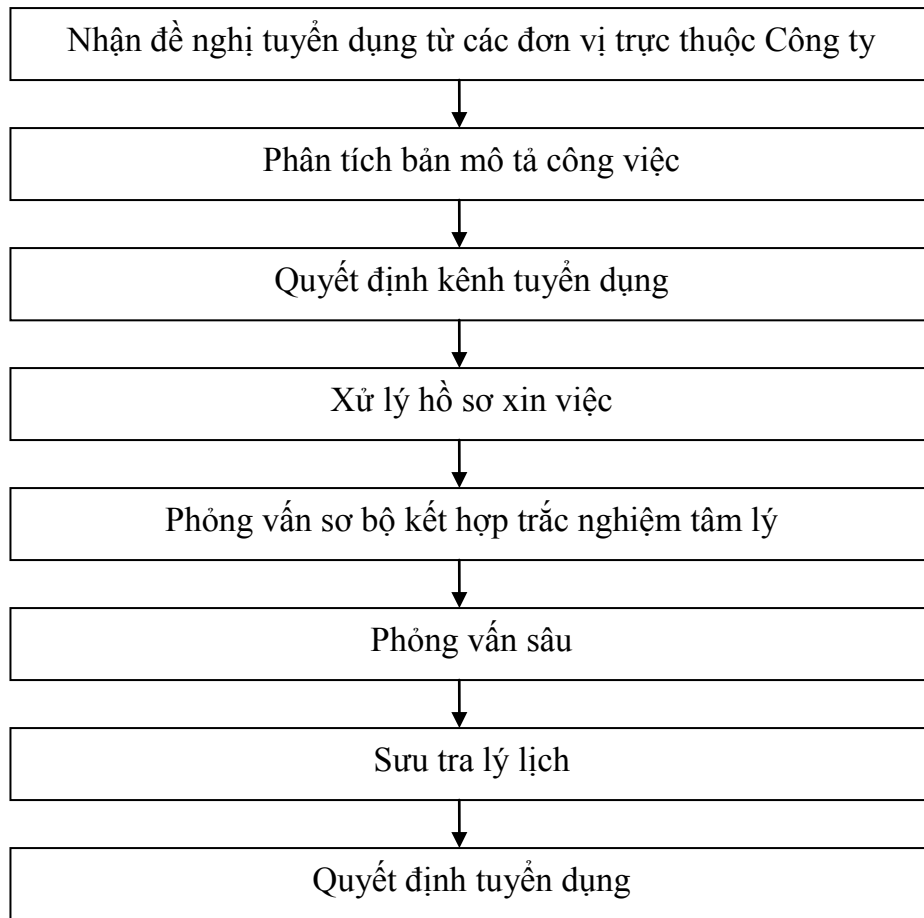 Nhận đề nghị tuyển dụng từ các đơn vị trực thuộc Công ty
Phân tích bản mô tả công việc
Quyết định kênh tuyển dụng
Xử lý hồ sơ xin việc
Phỏng vấn sơ bộ kết hợp trắc nghiệm tâm lý
Phỏng vấn sâu
Sưu tra lý lịch
Quyết định tuyển dụng